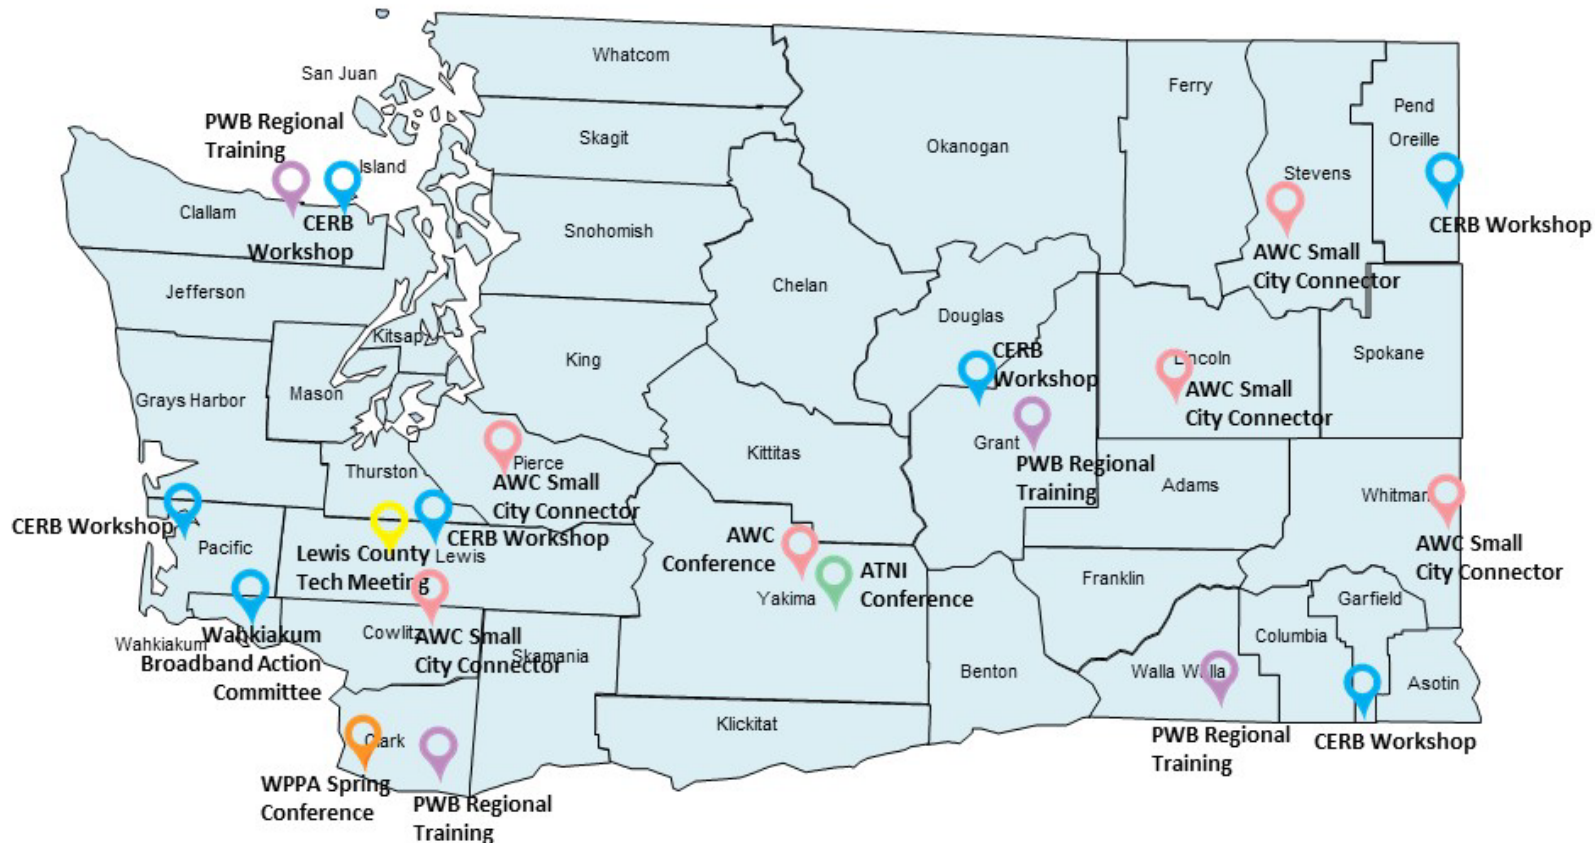 Whatcom
San Juan
Ferry
Pend
Oreille
PWB Regional
Training
Skagit
Okanogan
Island
Stevens
Clallam
CERB
Workshop
Snohomish
CERB Workshop
AWC Small
City Connector
Jefferson
Chelan
Douglas
Kitsap
King
CERB
Workshop
Lincoln
Spokane
AWC Small
City Connector
Grays Harbor
Mason
Grant
PWB Regional
Training
Kittitas
Thurston
Pierce
AWC Small
City Connector
Adams
Whitman
CERB Workshop
Pacific
CERB Workshop
Lewis
Lewis County
Tech Meeting
AWC
Conference
ATNI
Conference
Yakima
AWC Small
City Connector
Franklin
Garfield
Wahkiakum
Wahkiakum
Broadband Action
Committee
Cowlitz
AWC Small
City Connector
Skamania
Columbia
Benton
Walla Walla
Asotin
Klickitat
Clark
WPPA Spring
Conference
PWB Regional
Training
PWB Regional
Training
CERB Workshop